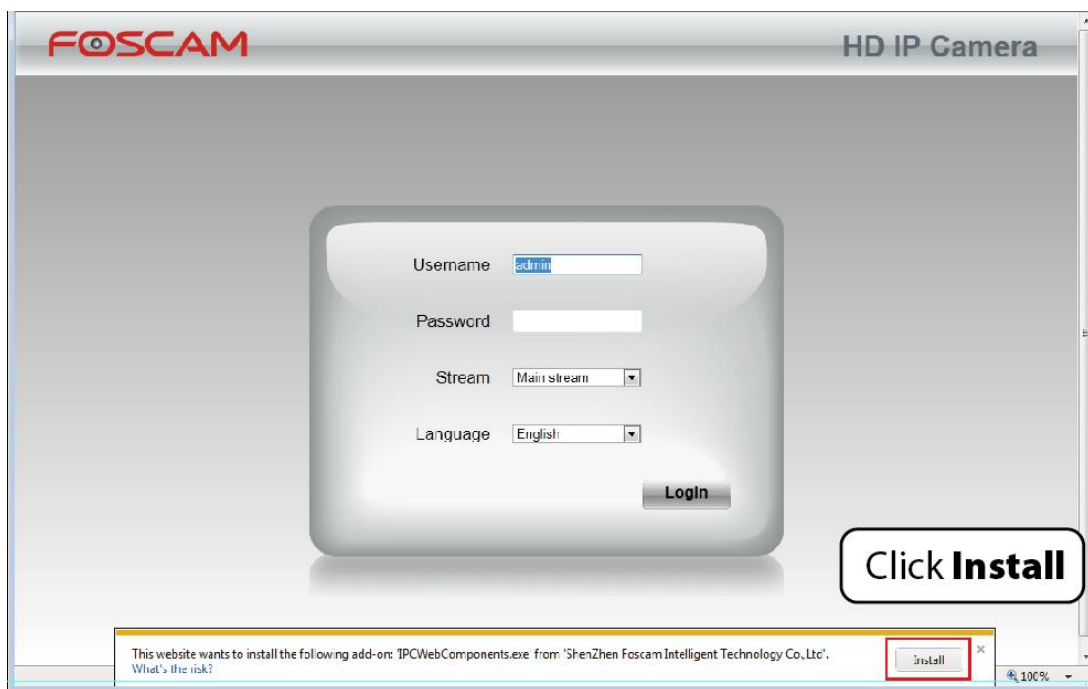 FOSCAM
HD IP Camera
Username
admin
Password
Stream
Main stream
Language
English
Login
Click Install
This website wants to install the following add-on: 'IPCWebComponents.exe' from 'ShenZhen Foscam Intelligent Technology Co.,Ltd'.
What's the risk?
Install
100%